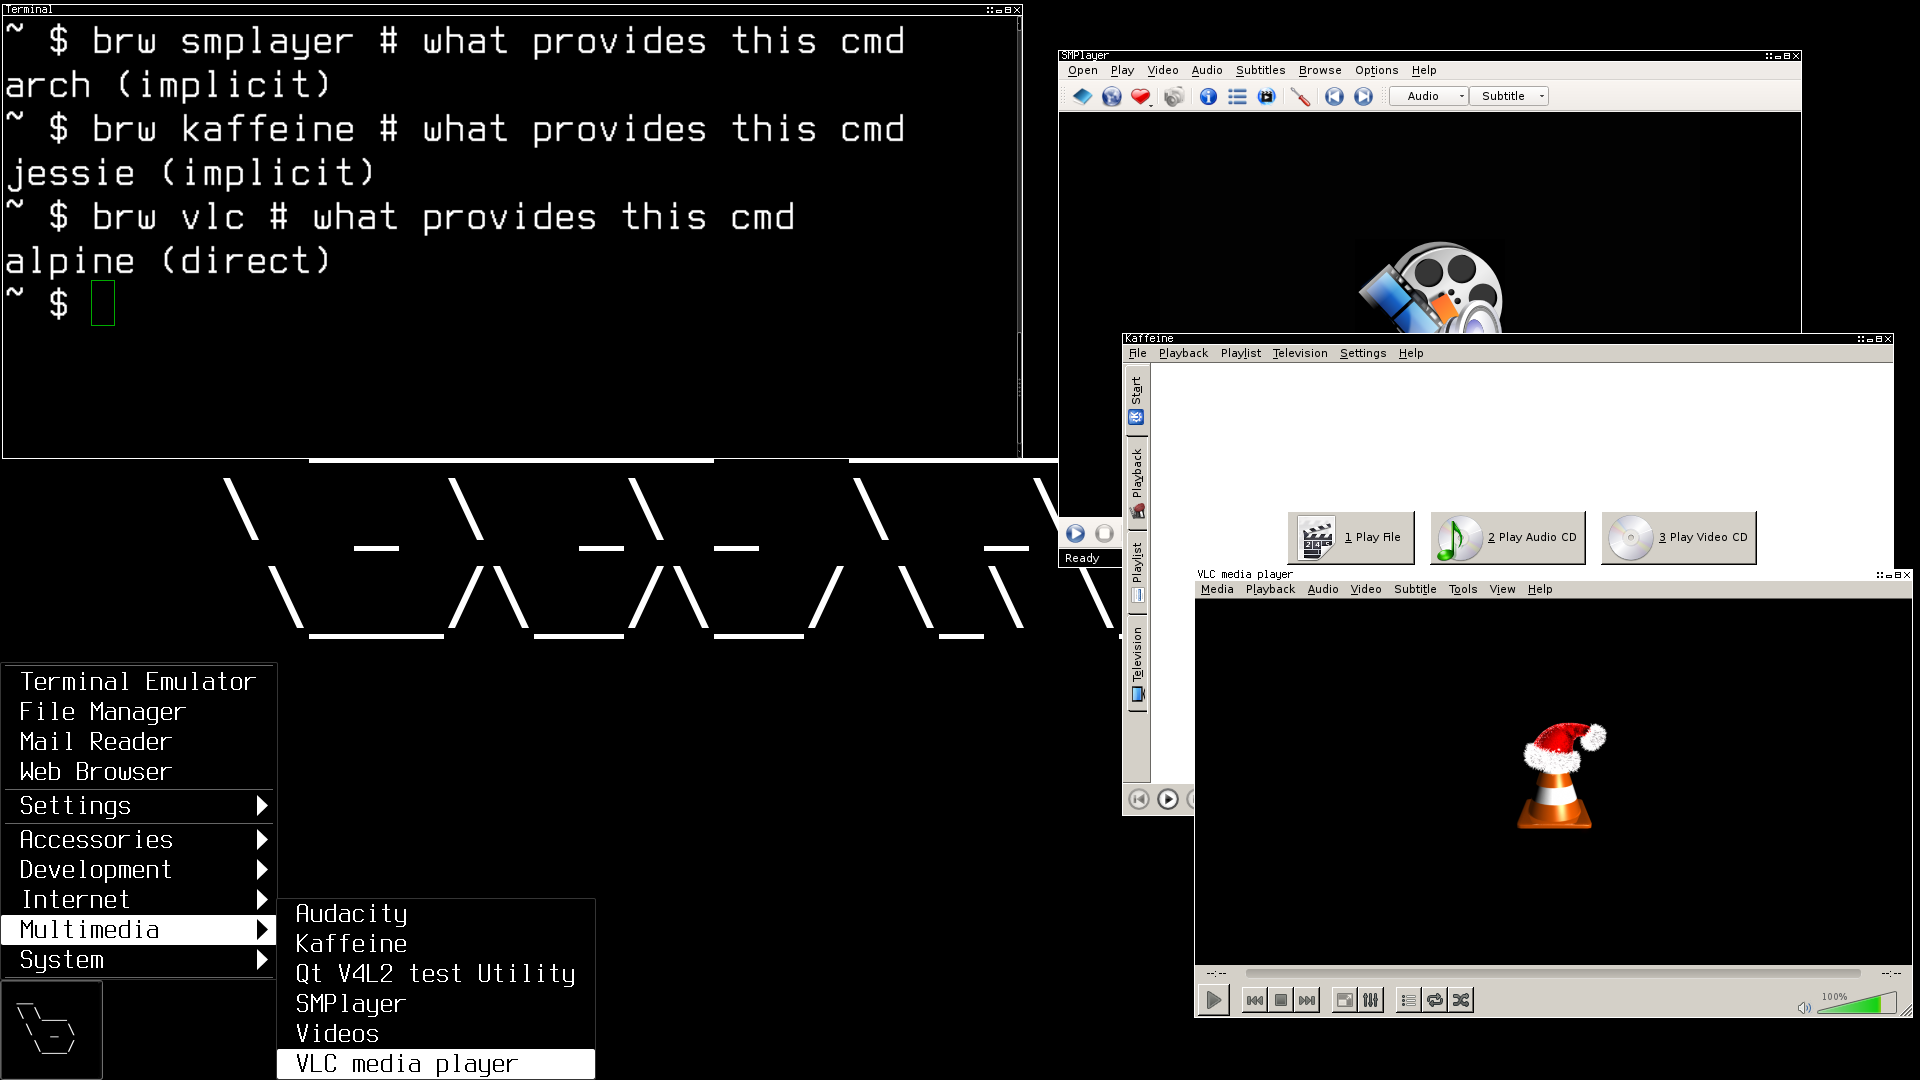 Terminal
~ $ brw smplayer # what provides this cmd
arch (implicit)
~ $ brw kaffeine # what provides this cmd
jessie (implicit)
~ $ brw vlc # what provides this cmd
alpine (direct)
~ $
SMPlayer
Open Play Video Audio Subtitles Browse Options Help
Audio Subtitle
Ready
Kaffeine
File Playback Playlist Television Settings Help
Start
Playback
Playlist
Television
1 Play File 2 Play Audio CD 3 Play Video CD
VLC media player
Media Playback Audio Video Subtitle Tools View Help
--:-- --:--
100%
Terminal Emulator
File Manager
Mail Reader
Web Browser
Settings
Accessories
Development
Internet
Multimedia
System
Audacity
Kaffeine
Qt V4L2 test Utility
SMPlayer
Videos
VLC media player